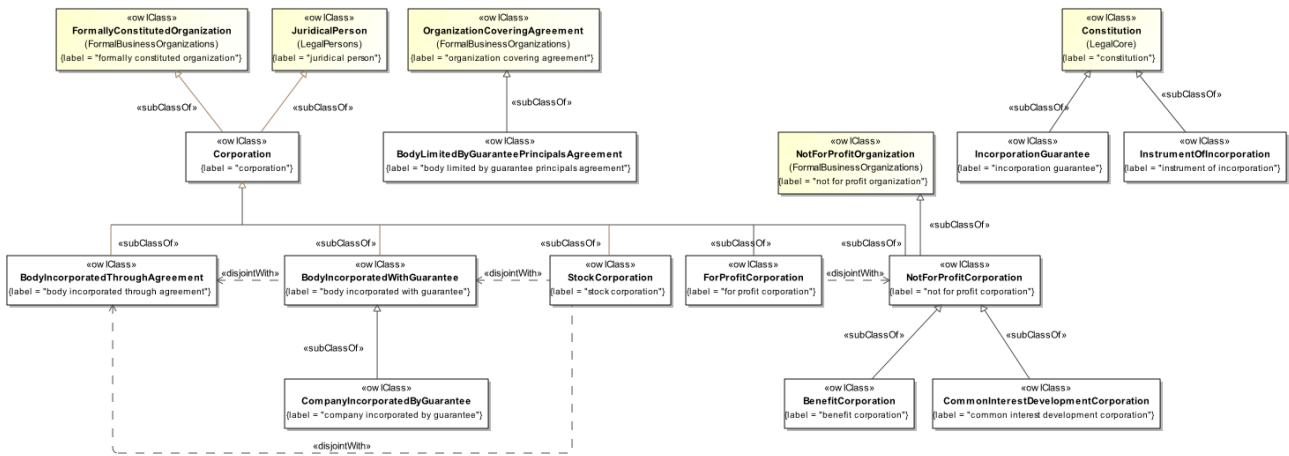 «owlClass»
FormallyConstitutedOrganization
(FormalBusinessOrganizations)
{label = "formally constituted organization"}
«owlClass»
JuridicalPerson
(LegalPersons)
{label = "juridical person"}
«owlClass»
OrganizationCoveringAgreement
(FormalBusinessOrganizations)
{label = "organization covering agreement"}
«owlClass»
Constitution
(LegalCore)
{label = "constitution"}
«subClassOf»
«subClassOf»
«subClassOf»
«subClassOf»
«subClassOf»
«owlClass»
Corporation
{label = "corporation"}
«owlClass»
BodyLimitedByGuaranteePrincipalsAgreement
{label = "body limited by guarantee principals agreement"}
«owlClass»
NotForProfitOrganization
(FormalBusinessOrganizations)
{label = "not for profit organization"}
«owlClass»
IncorporationGuarantee
{label = "incorporation guarantee"}
«owlClass»
InstrumentOfIncorporation
{label = "instrument of incorporation"}
«subClassOf»
«subClassOf»
«subClassOf»
«subClassOf»
«subClassOf»
«subClassOf»
«owlClass»
BodyIncorporatedThroughAgreement
{label = "body incorporated through agreement"}
«disjointWith»
«owlClass»
BodyIncorporatedWithGuarantee
{label = "body incorporated with guarantee"}
«disjointWith»
«owlClass»
StockCorporation
{label = "stock corporation"}
«owlClass»
ForProfitCorporation
{label = "for profit corporation"}
«disjointWith»
«owlClass»
NotForProfitCorporation
{label = "not for profit corporation"}
«subClassOf»
«subClassOf»
«subClassOf»
«owlClass»
CompanyIncorporatedByGuarantee
{label = "company incorporated by guarantee"}
«owlClass»
BenefitCorporation
{label = "benefit corporation"}
«owlClass»
CommonInterestDevelopmentCorporation
{label = "common interest development corporation"}
«disjointWith»